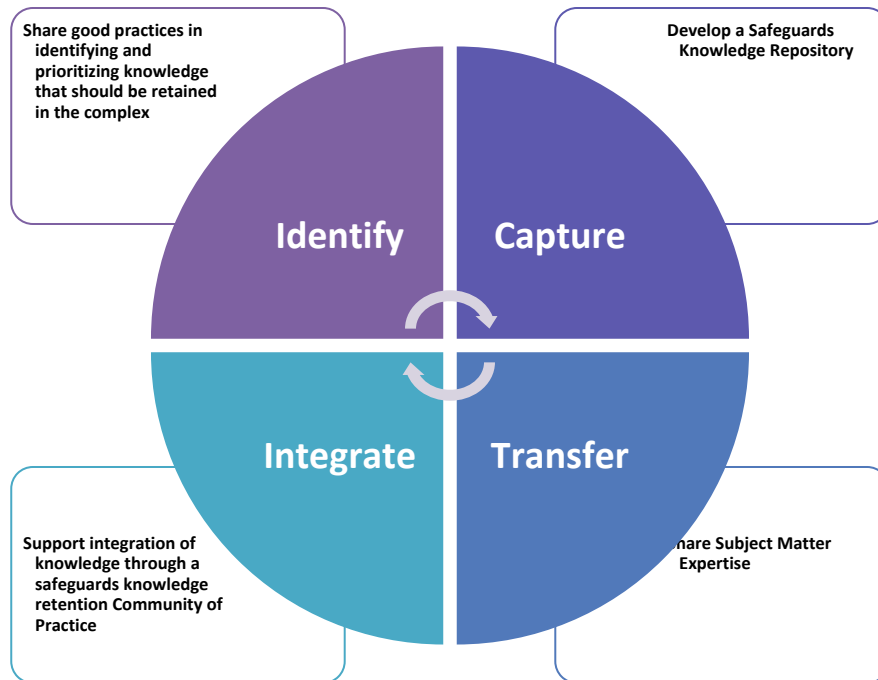 Share good practices in
identifying and
prioritizing knowledge
that should be retained
in the complex
Develop a Safeguards
Knowledge Repository
Identify
Capture
Integrate
Transfer
Support integration of
knowledge through a
safeguards knowledge
retention Community of
Practice
hare Subject Matter
Expertise